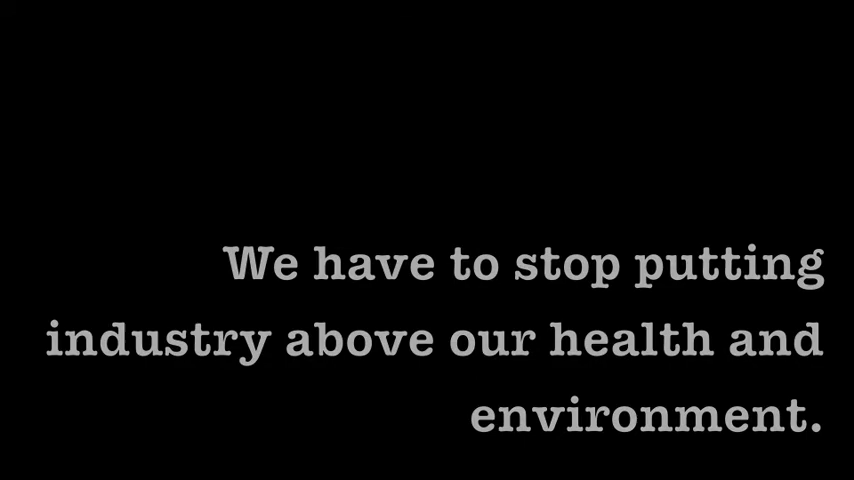 We have to stop putting
industry above our health and
environment.